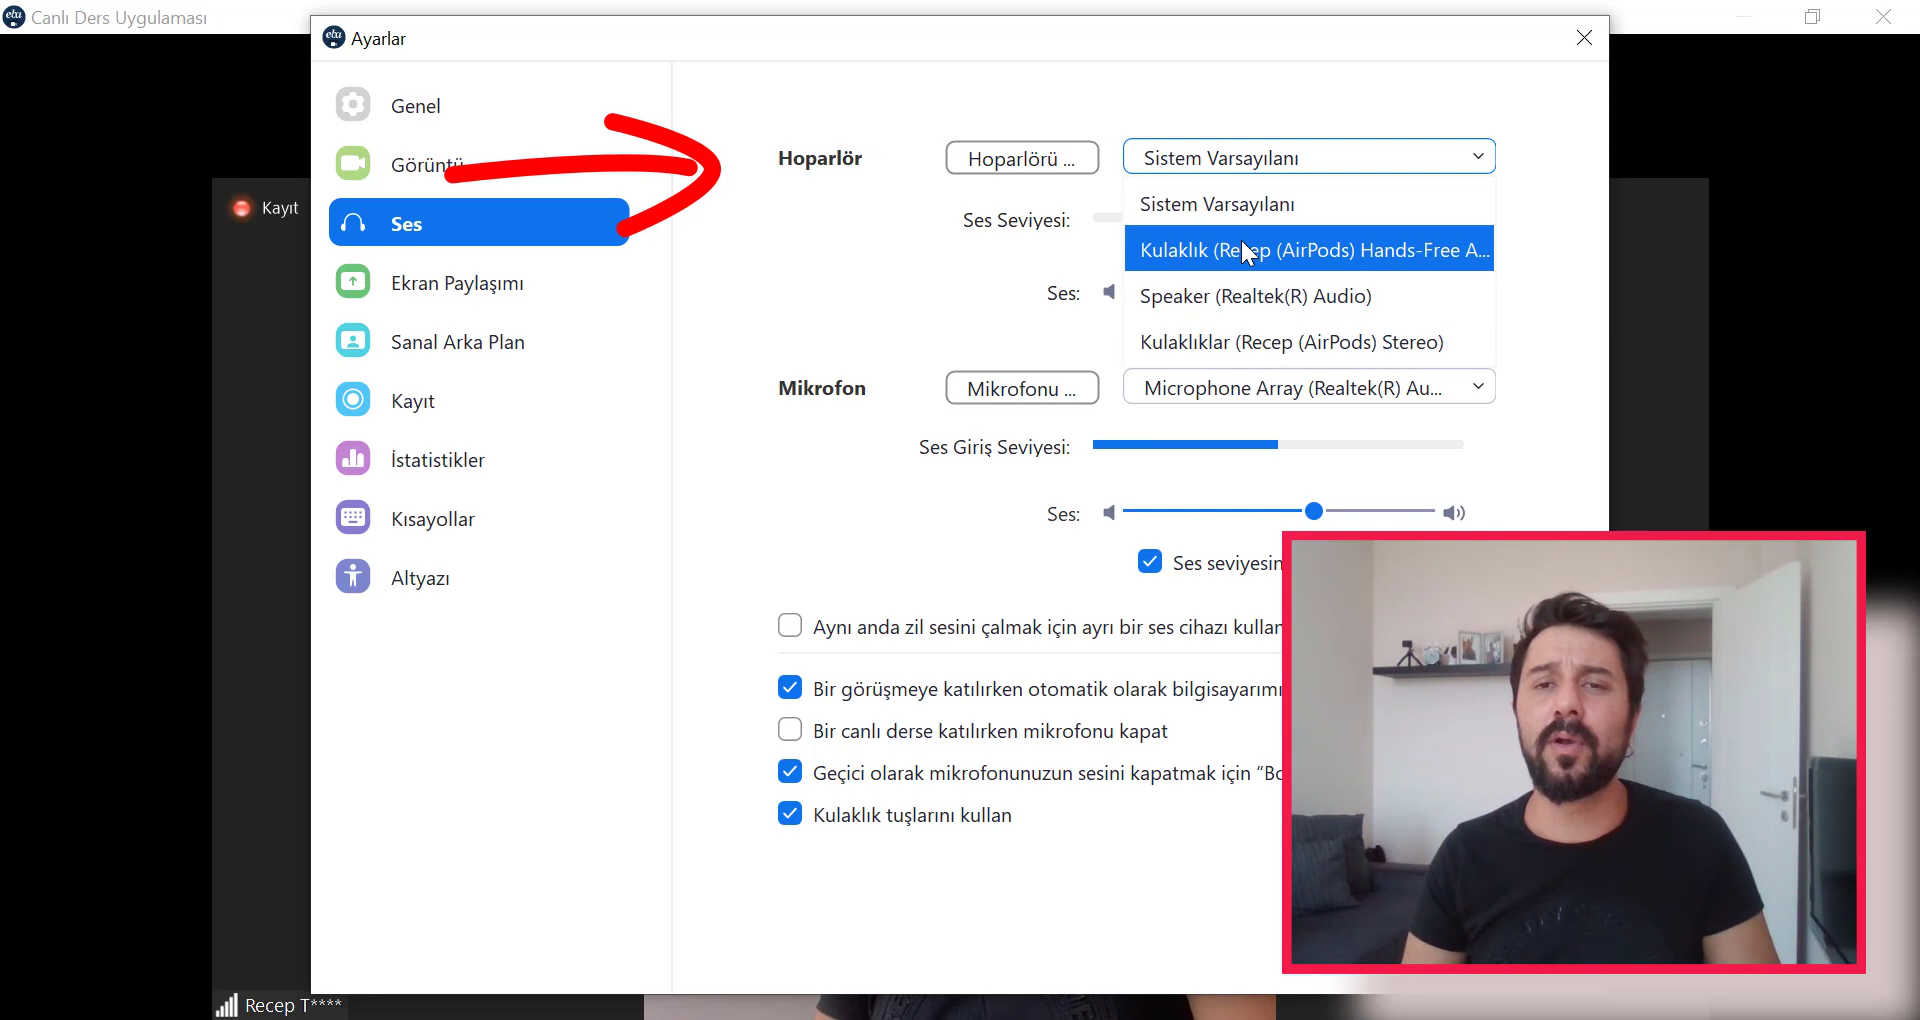 eba Canlı Ders Uygulaması
eba Ayarlar
Genel
Görüntü
Ses
Ekran Paylaşımı
Sanal Arka Plan
Kayıt
İstatistikler
Kısayollar
Altyazı
Kayıt
Recep T****
Hoparlör Hoparlörü ... Sistem Varsayılanı
Ses Seviyesi: Sistem Varsayılanı
Kulaklık (Recep (AirPods) Hands-Free A...
Ses: Speaker (Realtek(R) Audio)
Kulaklıklar (Recep (AirPods) Stereo)
Mikrofon Mikrofonu ... Microphone Array (Realtek(R) Au...
Ses Giriş Seviyesi:
Ses:
Ses seviyesin
Aynı anda zil sesini çalmak için ayrı bir ses cihazı kullan
Bir görüşmeye katılırken otomatik olarak bilgisayarımı
Bir canlı derse katılırken mikrofonu kapat
Geçici olarak mikrofonunuzun sesini kapatmak için “Bo
Kulaklık tuşlarını kullan